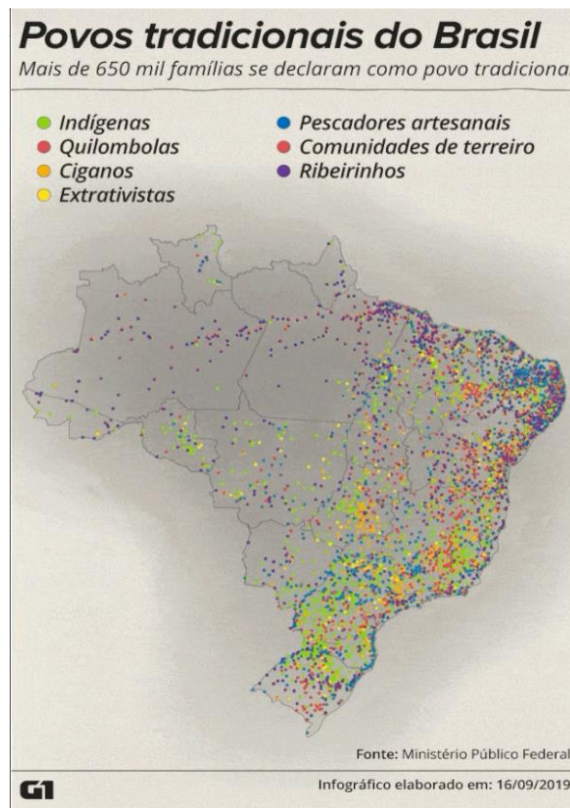 Povos tradicionais do Brasil
Mais de 650 mil famílias se declaram como povo tradiciona
Indígenas
Quilombolas
Ciganos
Extrativistas
Pescadores artesanais
Comunidades de terreiro
Ribeirinhos
Fonte: Ministério Público Federal
G1
Infográfico elaborado em: 16/09/2019